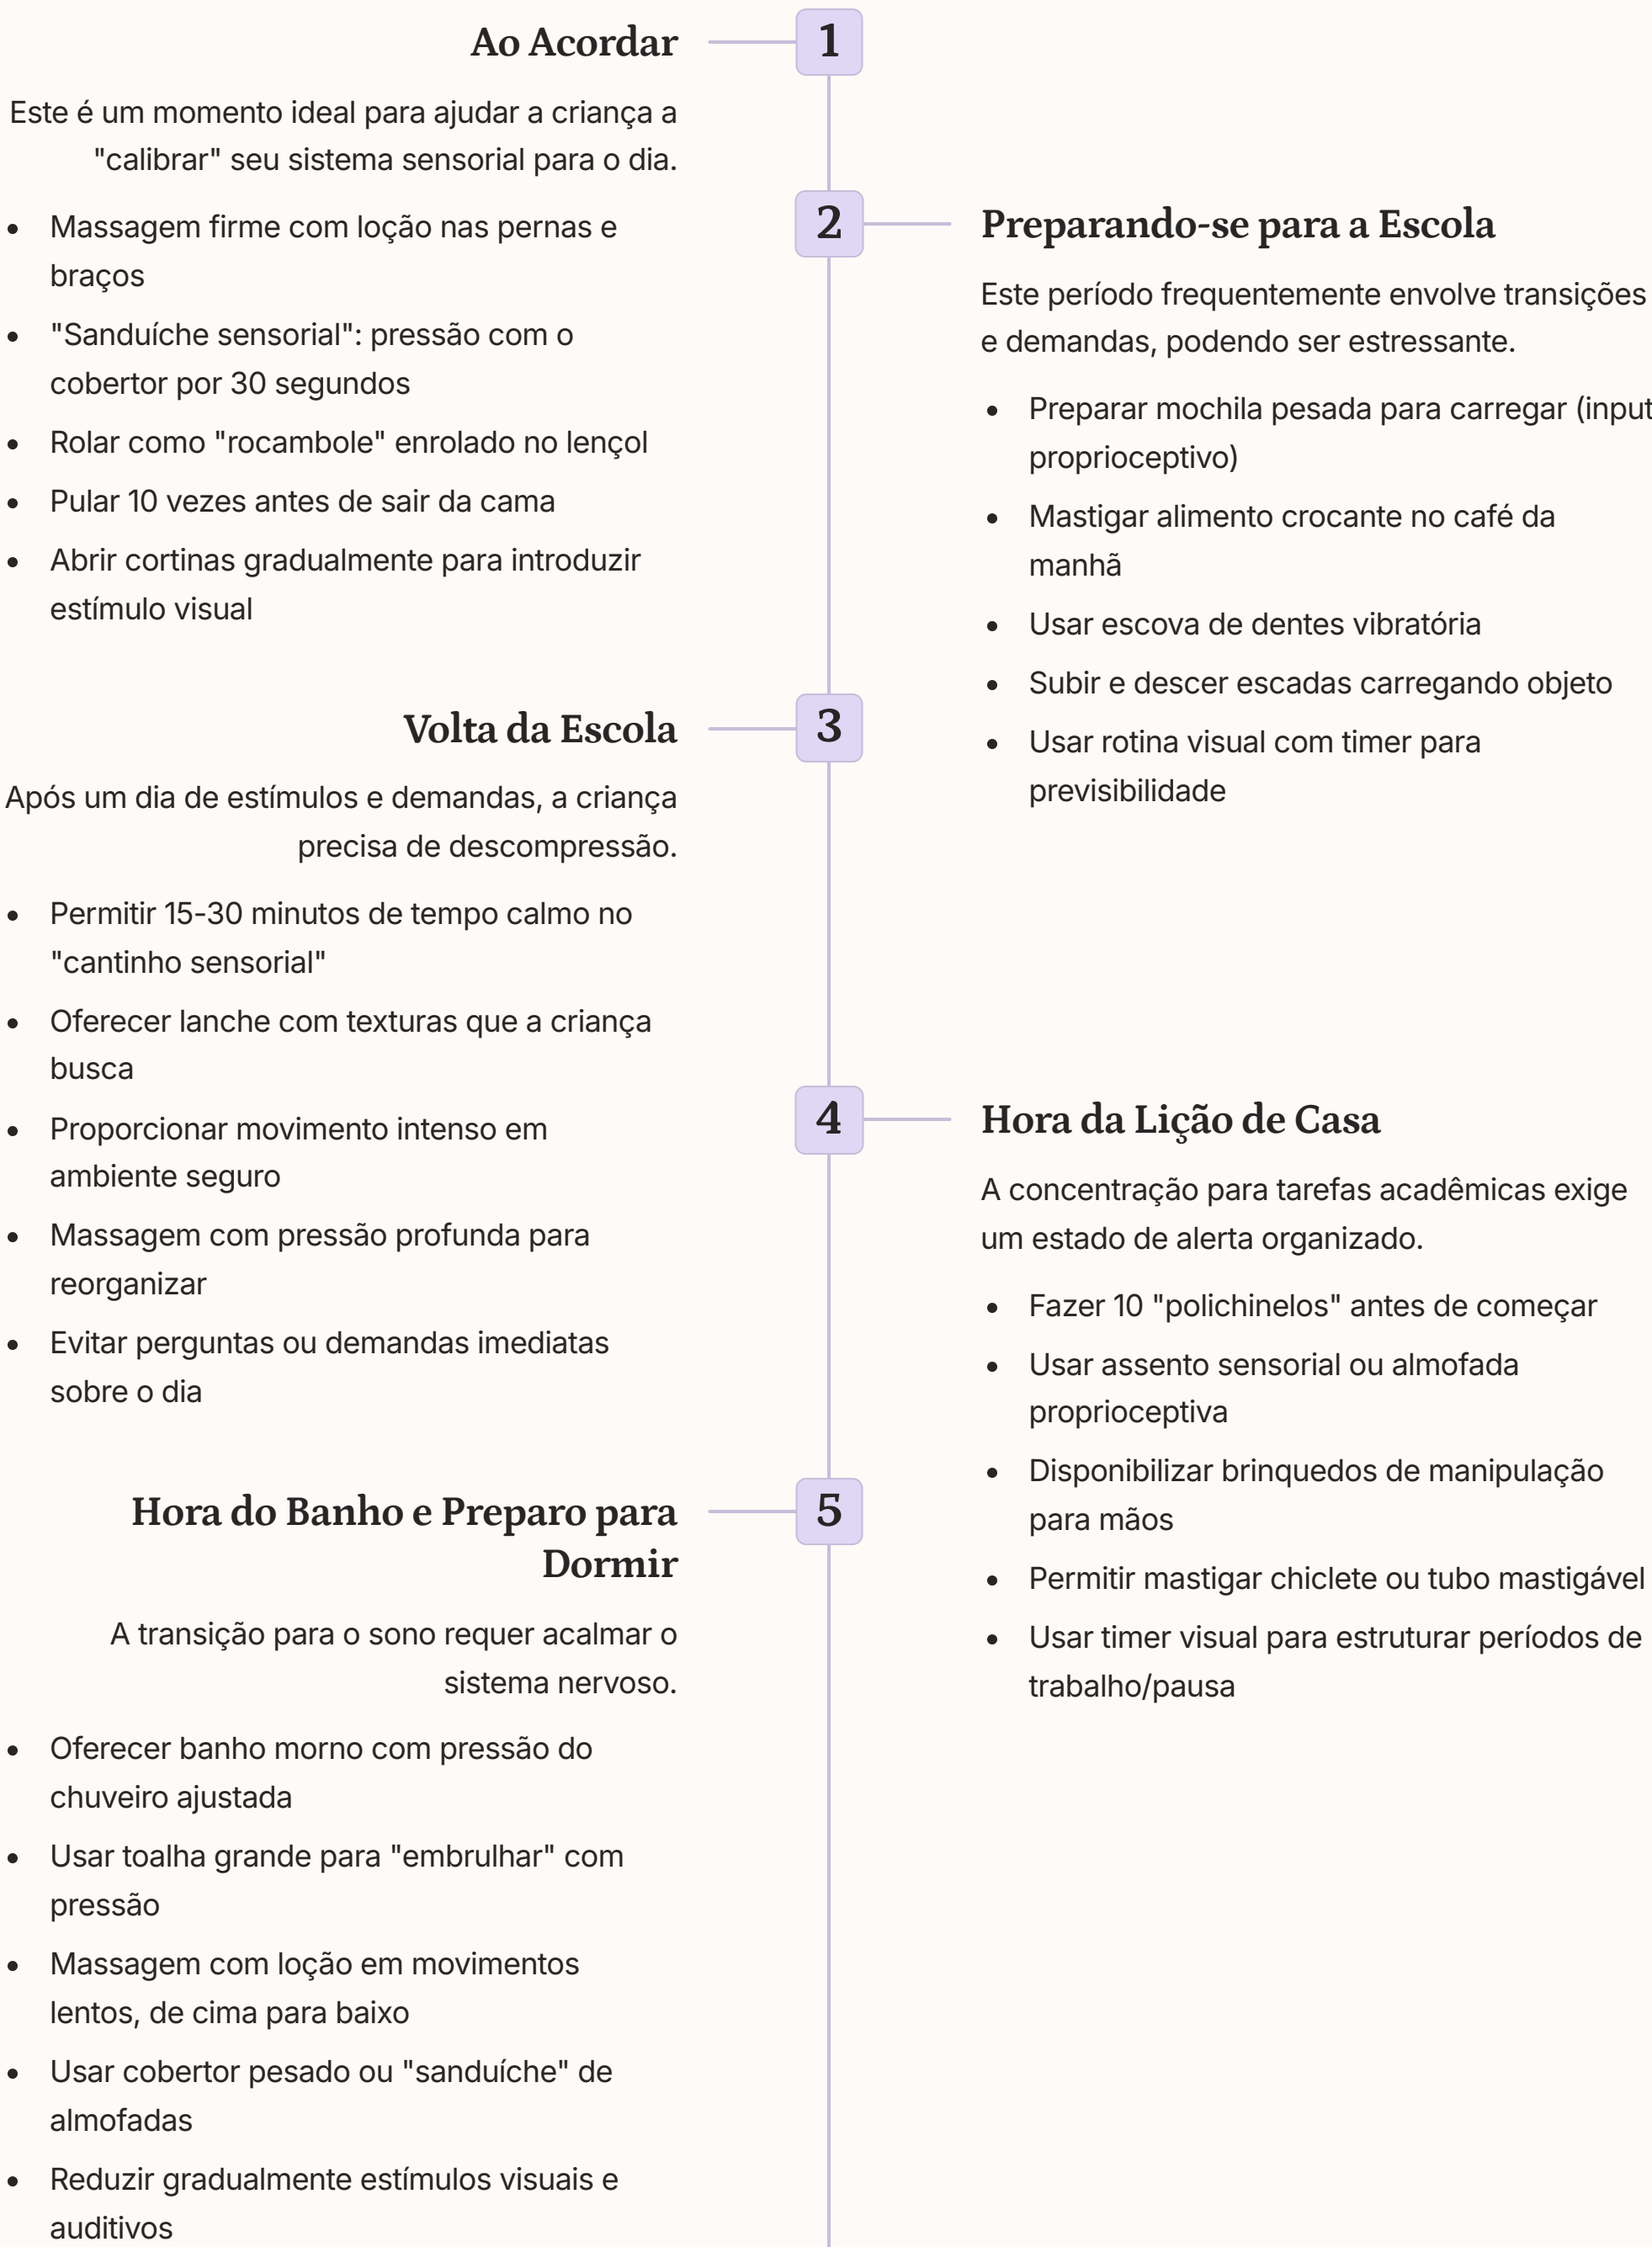 Ao Acordar
1
Este é um momento ideal para ajudar a criança a
"calibrar" seu sistema sensorial para o dia.
• Massagem firme com loção nas pernas e
braços
• "Sanduíche sensorial": pressão com o
cobertor por 30 segundos
• Rolar como "rocambole" enrolado no lençol
• Pular 10 vezes antes de sair da cama
• Abrir cortinas gradualmente para introduzir
estímulo visual
2
Preparando-se para a Escola
Este período frequentemente envolve transições
e demandas, podendo ser estressante.
• Preparar mochila pesada para carregar (input
proprioceptivo)
• Mastigar alimento crocante no café da
manhã
• Usar escova de dentes vibratória
• Subir e descer escadas carregando objeto
• Usar rotina visual com timer para
previsibilidade
Volta da Escola
3
Após um dia de estímulos e demandas, a criança
precisa de descompressão.
• Permitir 15-30 minutos de tempo calmo no
"cantinho sensorial"
• Oferecer lanche com texturas que a criança
busca
• Proporcionar movimento intenso em
ambiente seguro
• Massagem com pressão profunda para
reorganizar
• Evitar perguntas ou demandas imediatas
sobre o dia
4
Hora da Lição de Casa
A concentração para tarefas acadêmicas exige
um estado de alerta organizado.
• Fazer 10 "polichinelos" antes de começar
• Usar assento sensorial ou almofada
proprioceptiva
• Disponibilizar brinquedos de manipulação
para mãos
• Permitir mastigar chiclete ou tubo mastigável
• Usar timer visual para estruturar períodos de
trabalho/pausa
Hora do Banho e Preparo para
Dormir
5
A transição para o sono requer acalmar o
sistema nervoso.
• Oferecer banho morno com pressão do
chuveiro ajustada
• Usar toalha grande para "embrulhar" com
pressão
• Massagem com loção em movimentos
lentos, de cima para baixo
• Usar cobertor pesado ou "sanduíche" de
almofadas
• Reduzir gradualmente estímulos visuais e
auditivos